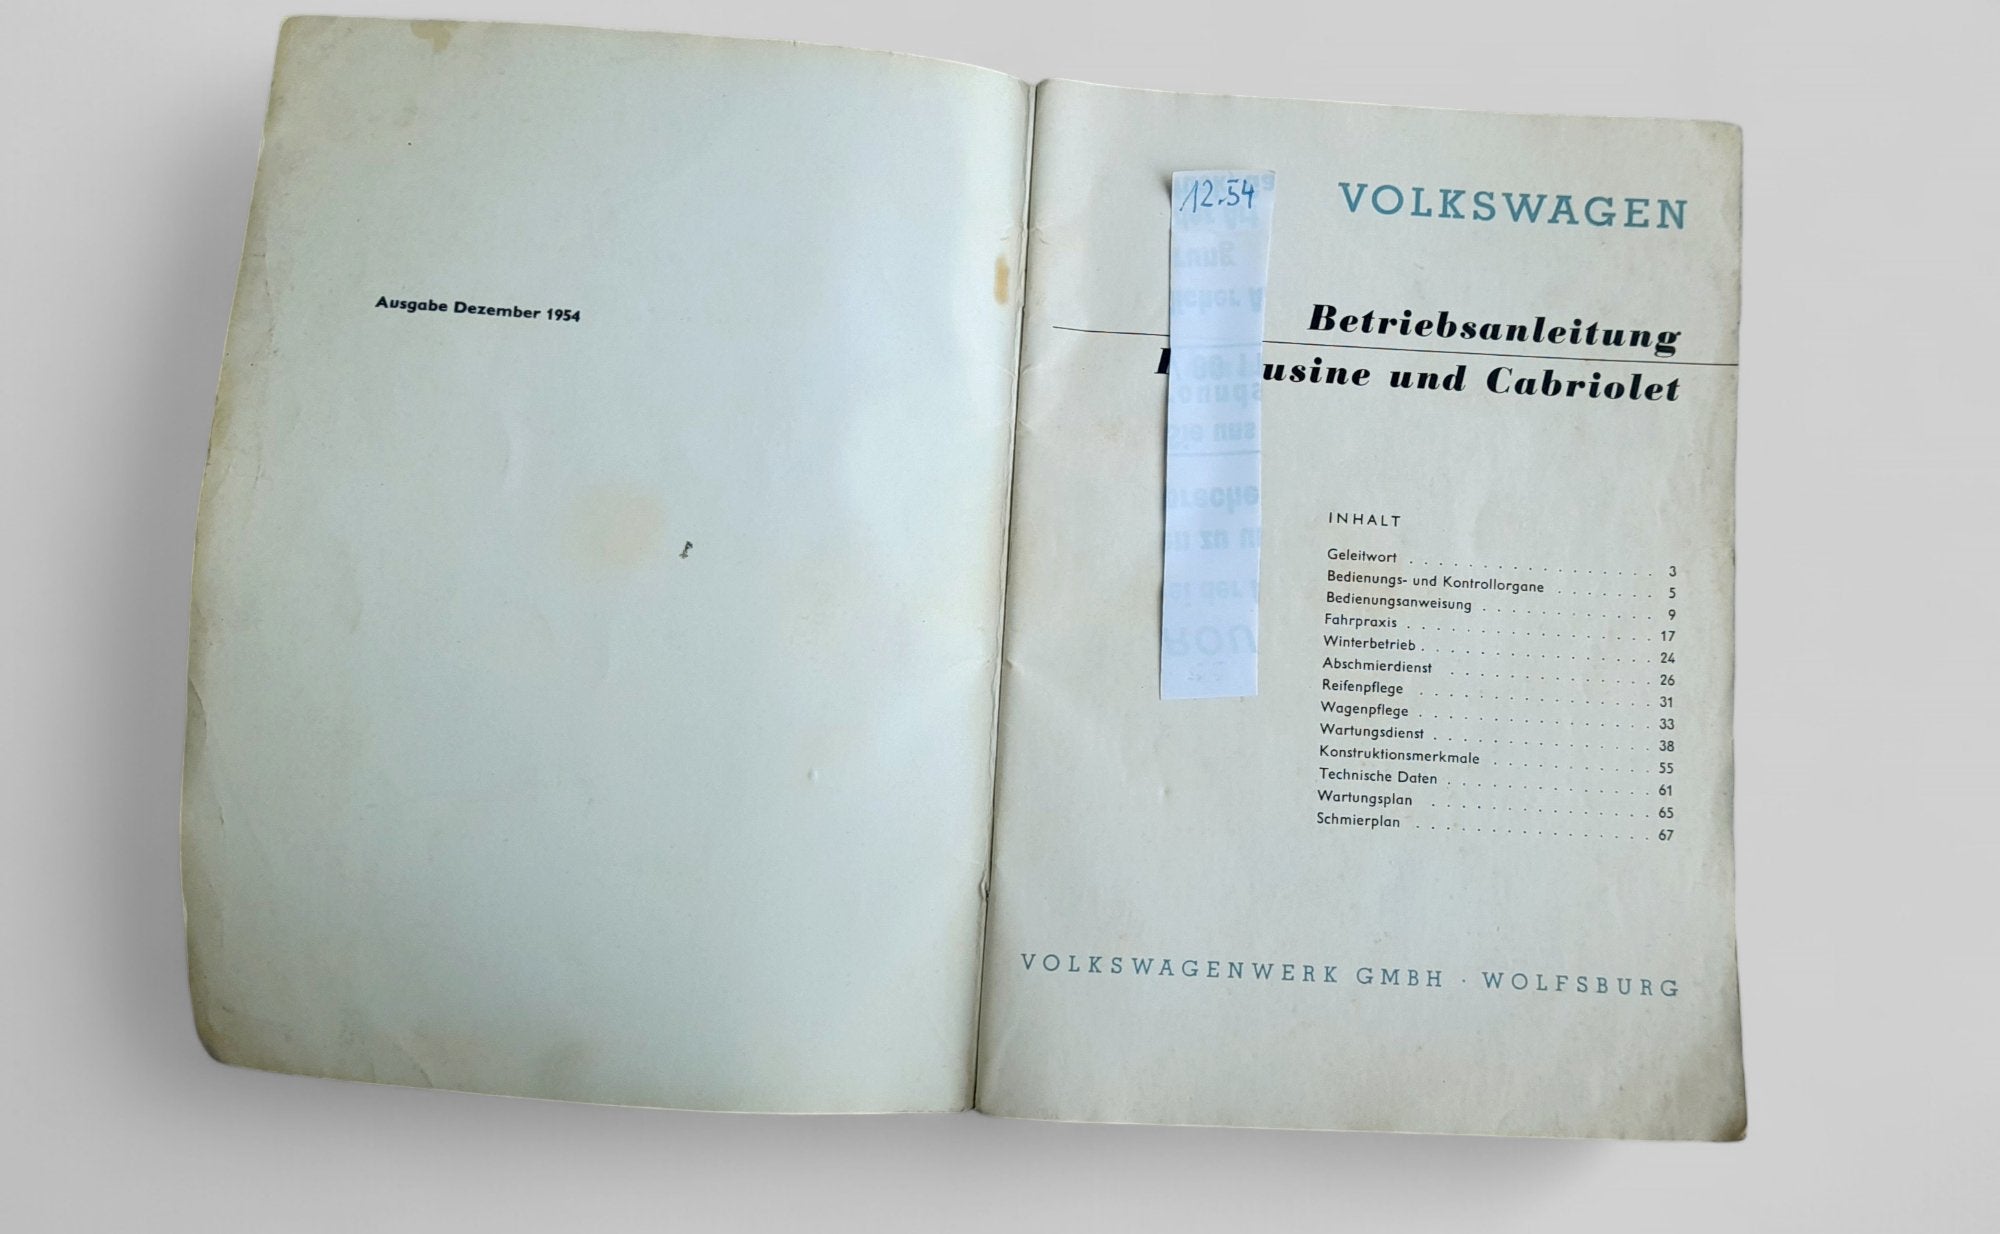 Ausgabe Dezember 1954
12.54
VOLKSWAGEN
Betriebsanleitung
usine und Cabriolet
INHALT
Geleitwort . . . . . . . . . . . . . . . . . 3
Bedienungs- und Kontrollorgane . . . . . . . 5
Bedienungsanweisung . . . . . . . . . . . . 9
Fahrpraxis . . . . . . . . . . . . . . . . . 17
Winterbetrieb . . . . . . . . . . . . . . . . 24
Abschmierdienst . . . . . . . . . . . . . . 26
Reifenpflege . . . . . . . . . . . . . . . . 31
Wagenpflege . . . . . . . . . . . . . . . . 33
Wartungsdienst . . . . . . . . . . . . . . . 38
Konstruktionsmerkmale . . . . . . . . . . . 55
Technische Daten . . . . . . . . . . . . . . 61
Wartungsplan . . . . . . . . . . . . . . . 65
Schmierplan . . . . . . . . . . . . . . . . 67
VOLKSWAGENWERK GMBH · WOLFSBURG